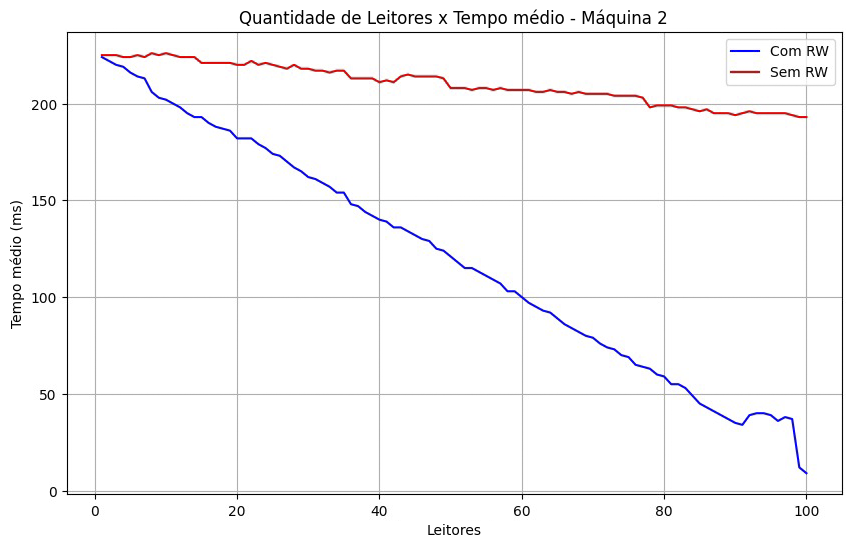 Quantidade de Leitores x Tempo médio - Máquina 2
Com RW
Sem RW
Tempo médio (ms)
200
150
100
50
0
0 20 40 60 80 100
Leitores